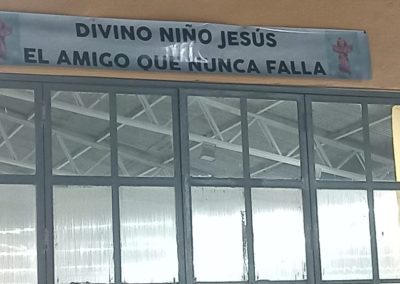 DIVINO NIÑO JESÚS
EL AMIGO QUE NUNCA FALLA